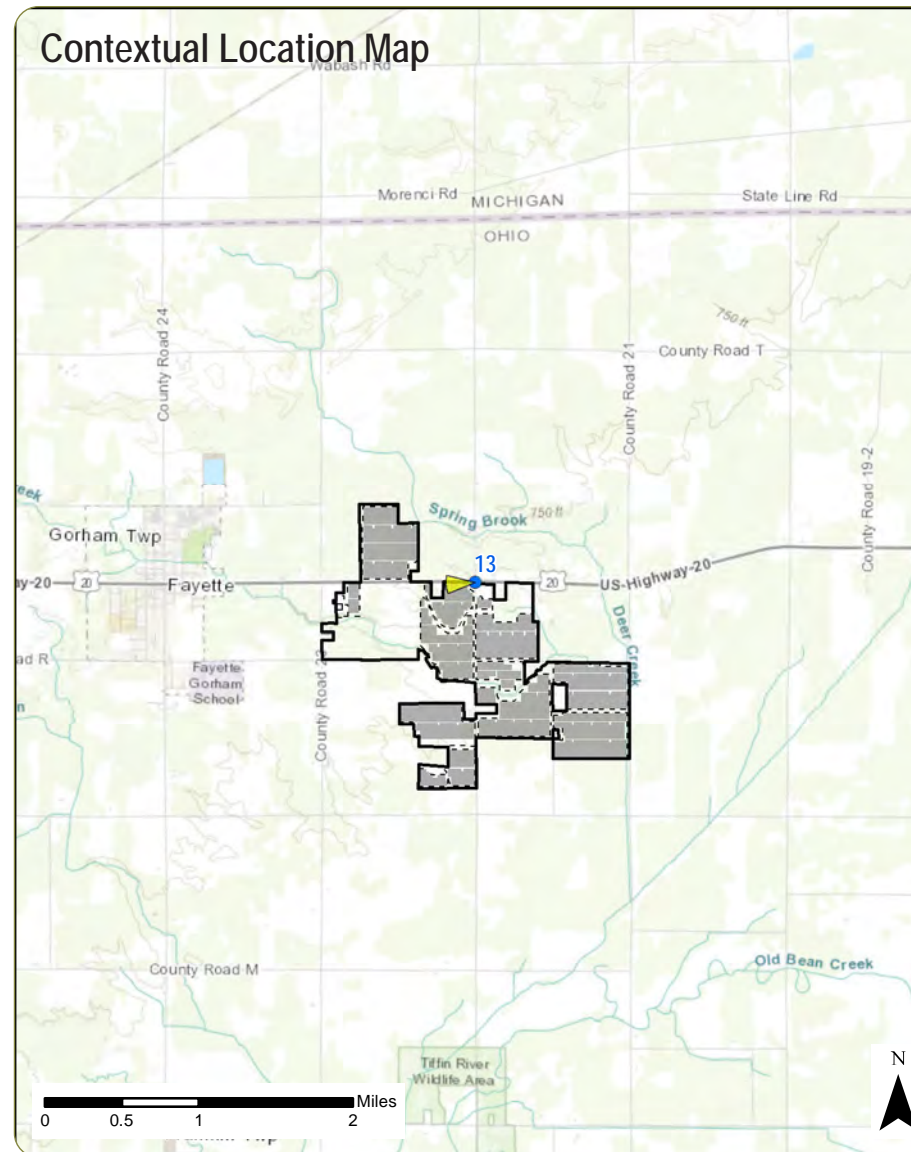 Contextual Location Map
Wabash Rd
Morenci Rd
MICHIGAN
State Line Rd
OHIO
County Road 24
750 ft
County Road T
County Road 21
County Road 19-2
Creek
Spring Brook
750 ft
Gorham Twp
13
20
Fayette
20
US-Highway-20
Deer Creek
Fayette
Gorham
School
County Road M
Old Bean Creek
Tiffin River
Wildlife Area
N
Miles
0
0.5
1
2